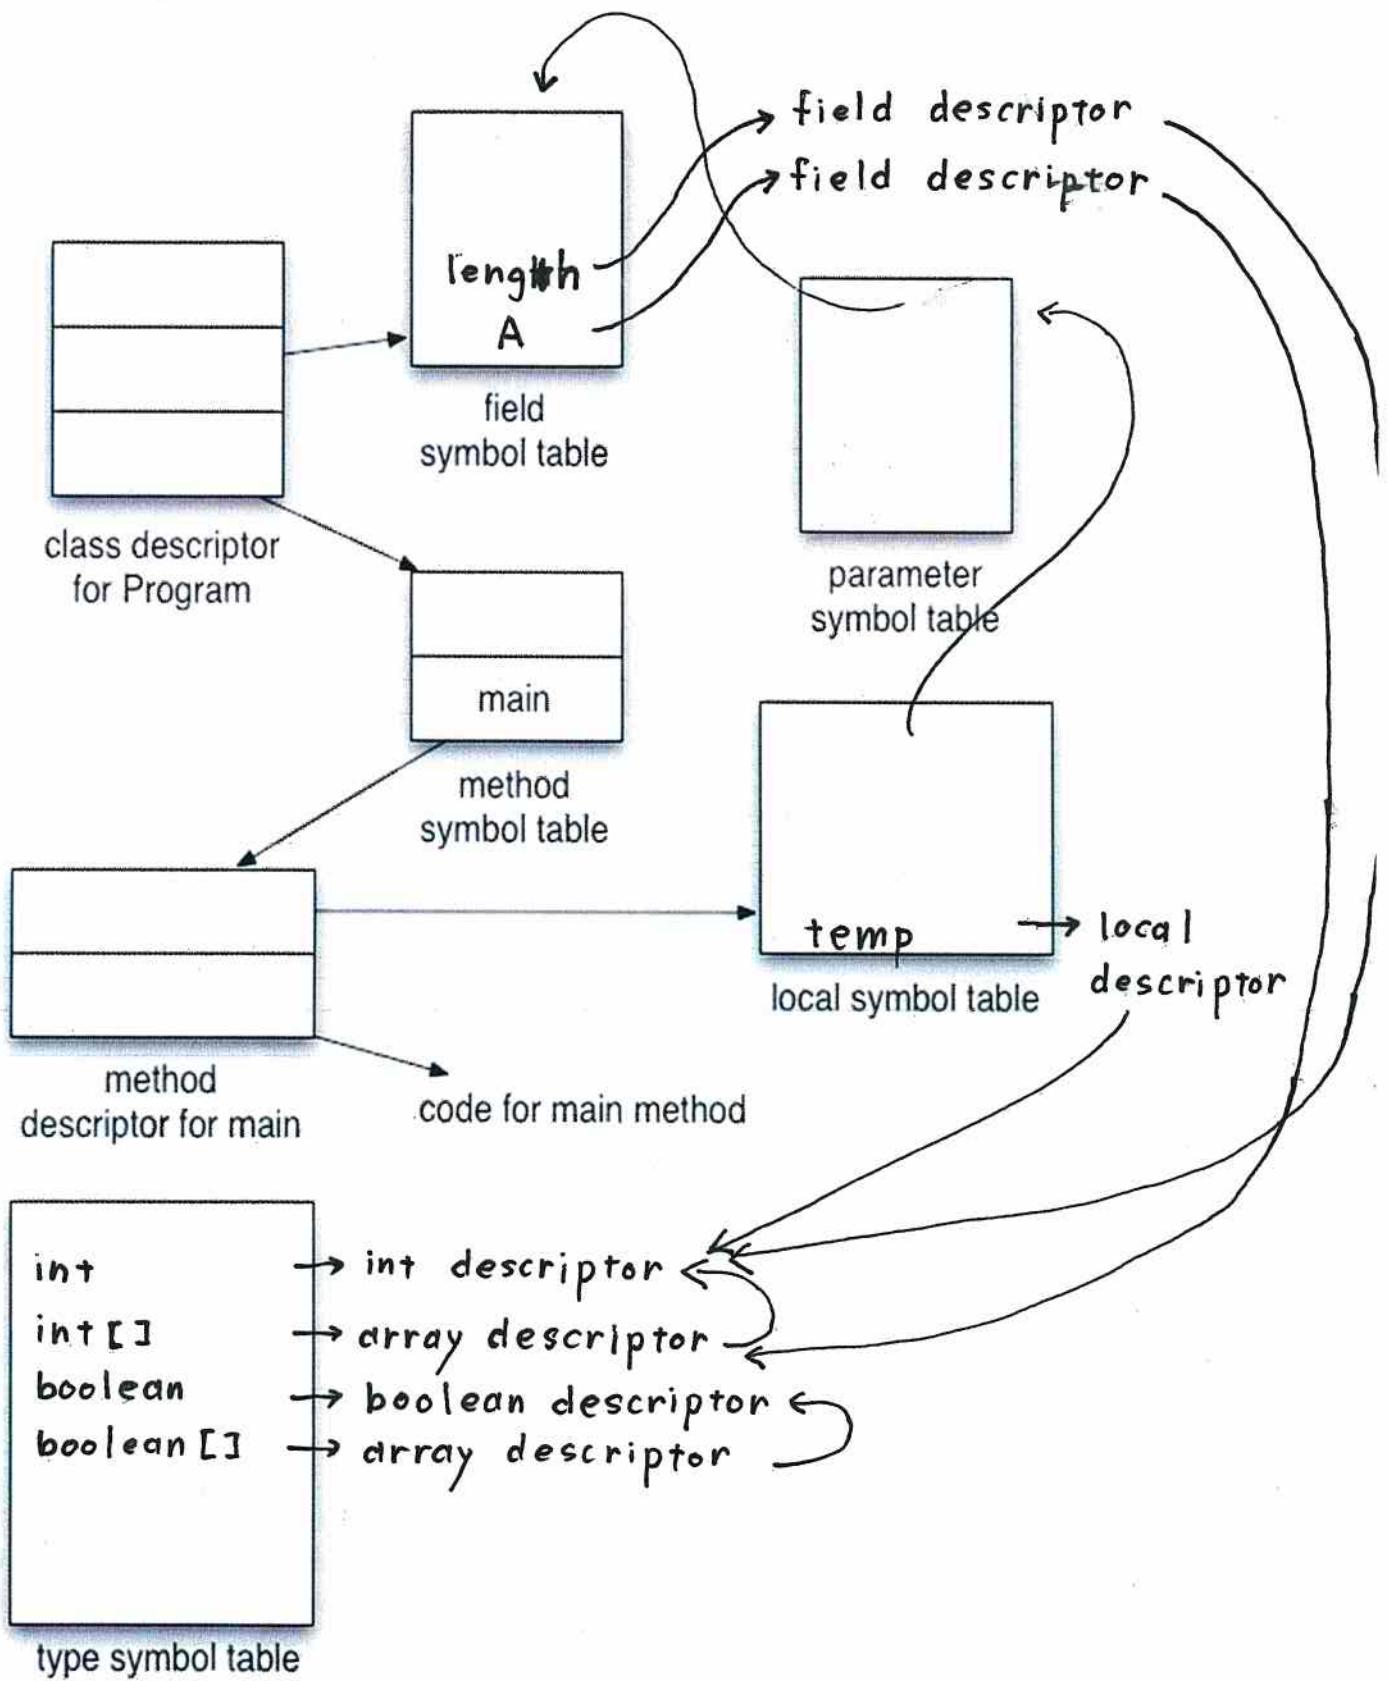 field descriptor
field descriptor
length
A
field
symbol table
class descriptor
for Program
parameter
symbol table
main
method
symbol table
temp
local
descriptor
local symbol table
method
descriptor for main
code for main method
int
int descriptor
int[]
array descriptor
boolean
boolean descriptor
boolean[]
array descriptor
type symbol table